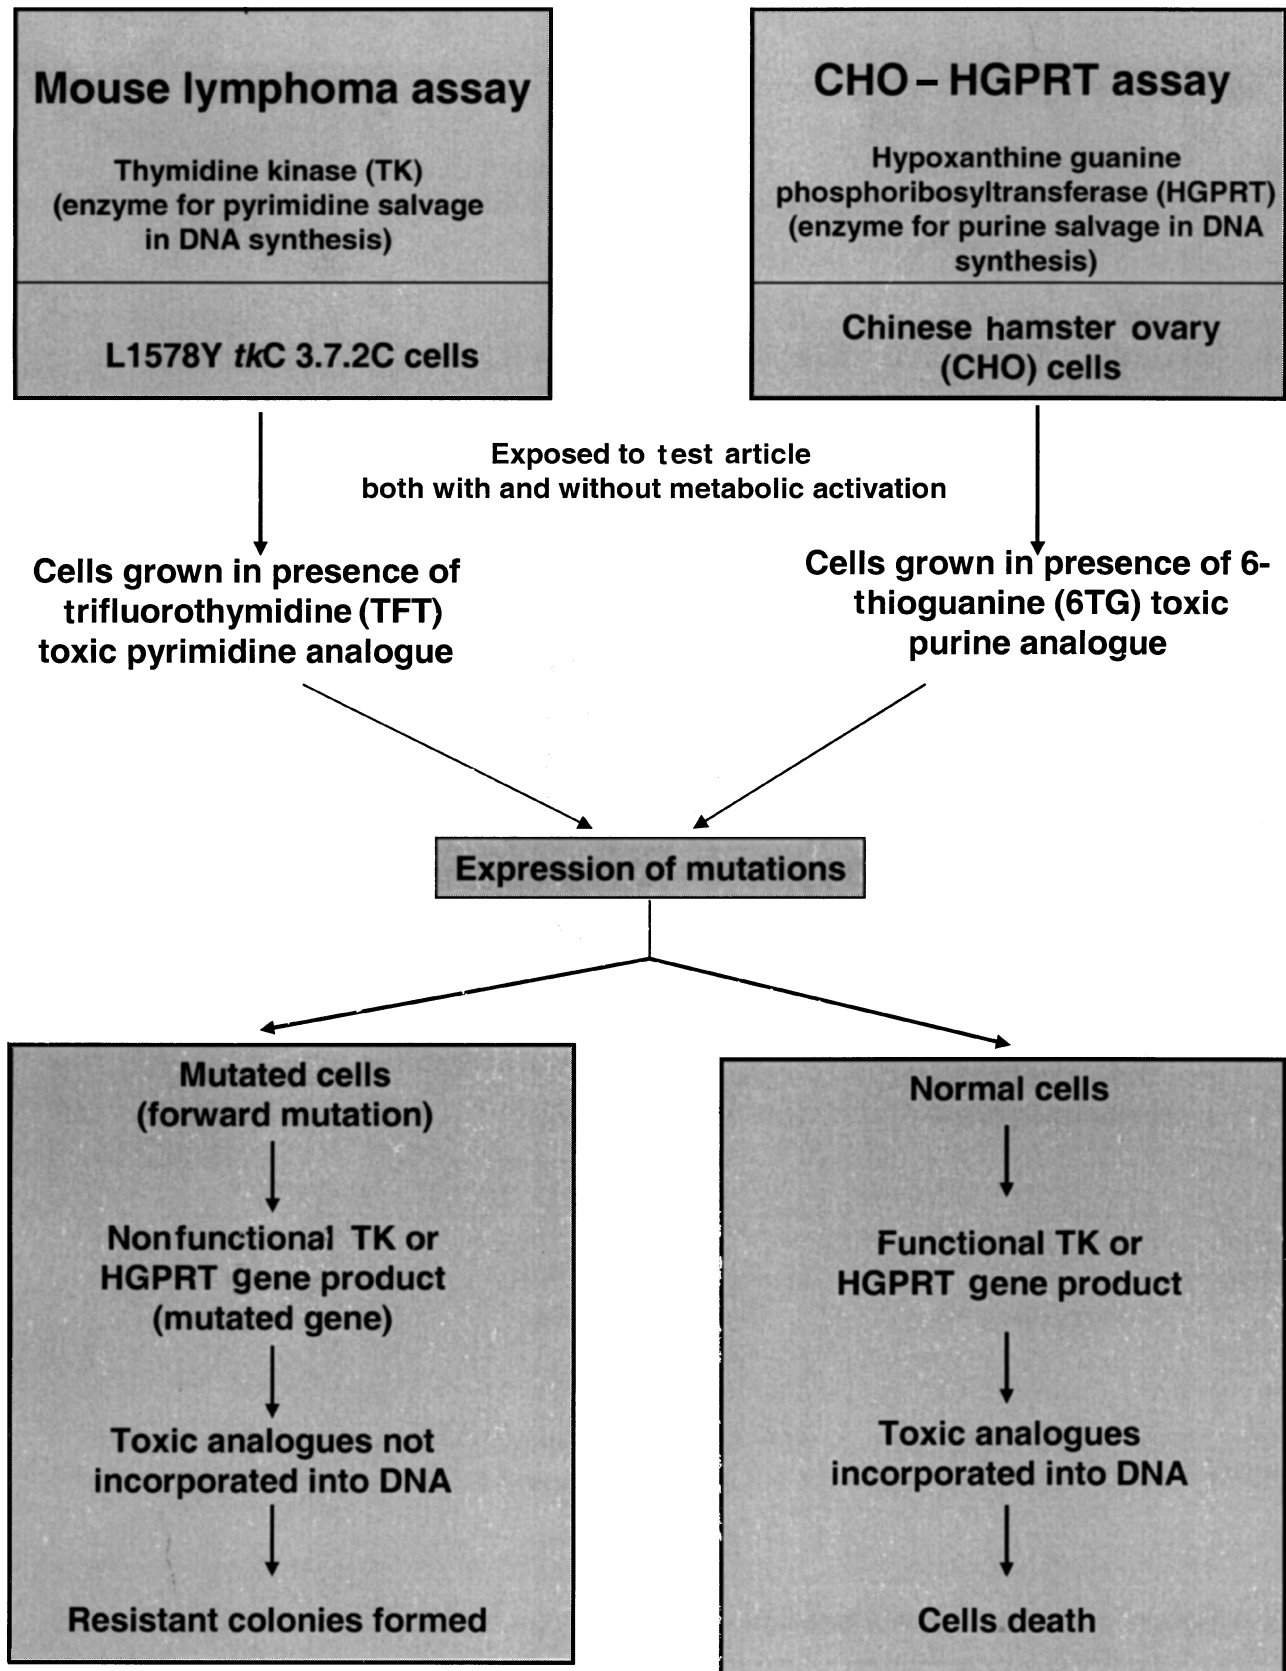 Mouse lymphoma assay
Thymidine kinase (TK)
(enzyme for pyrimidine salvage
in DNA synthesis)
L1578Y tkC 3.7.2C cells
CHO – HGPRT assay
Hypoxanthine guanine
phosphoribosyltransferase (HGPRT)
(enzyme for purine salvage in DNA
synthesis)
Chinese hamster ovary
(CHO) cells
Exposed to test article
both with and without metabolic activation
Cells grown in presence of
trifluorothymidine (TFT)
toxic pyrimidine analogue
Cells grown in presence of 6-
thioguanine (6TG) toxic
purine analogue
Expression of mutations
Mutated cells
(forward mutation)
Nonfunctional TK or
HGPRT gene product
(mutated gene)
Toxic analogues not
incorporated into DNA
Resistant colonies formed
Normal cells
Functional TK or
HGPRT gene product
Toxic analogues
incorporated into DNA
Cells death